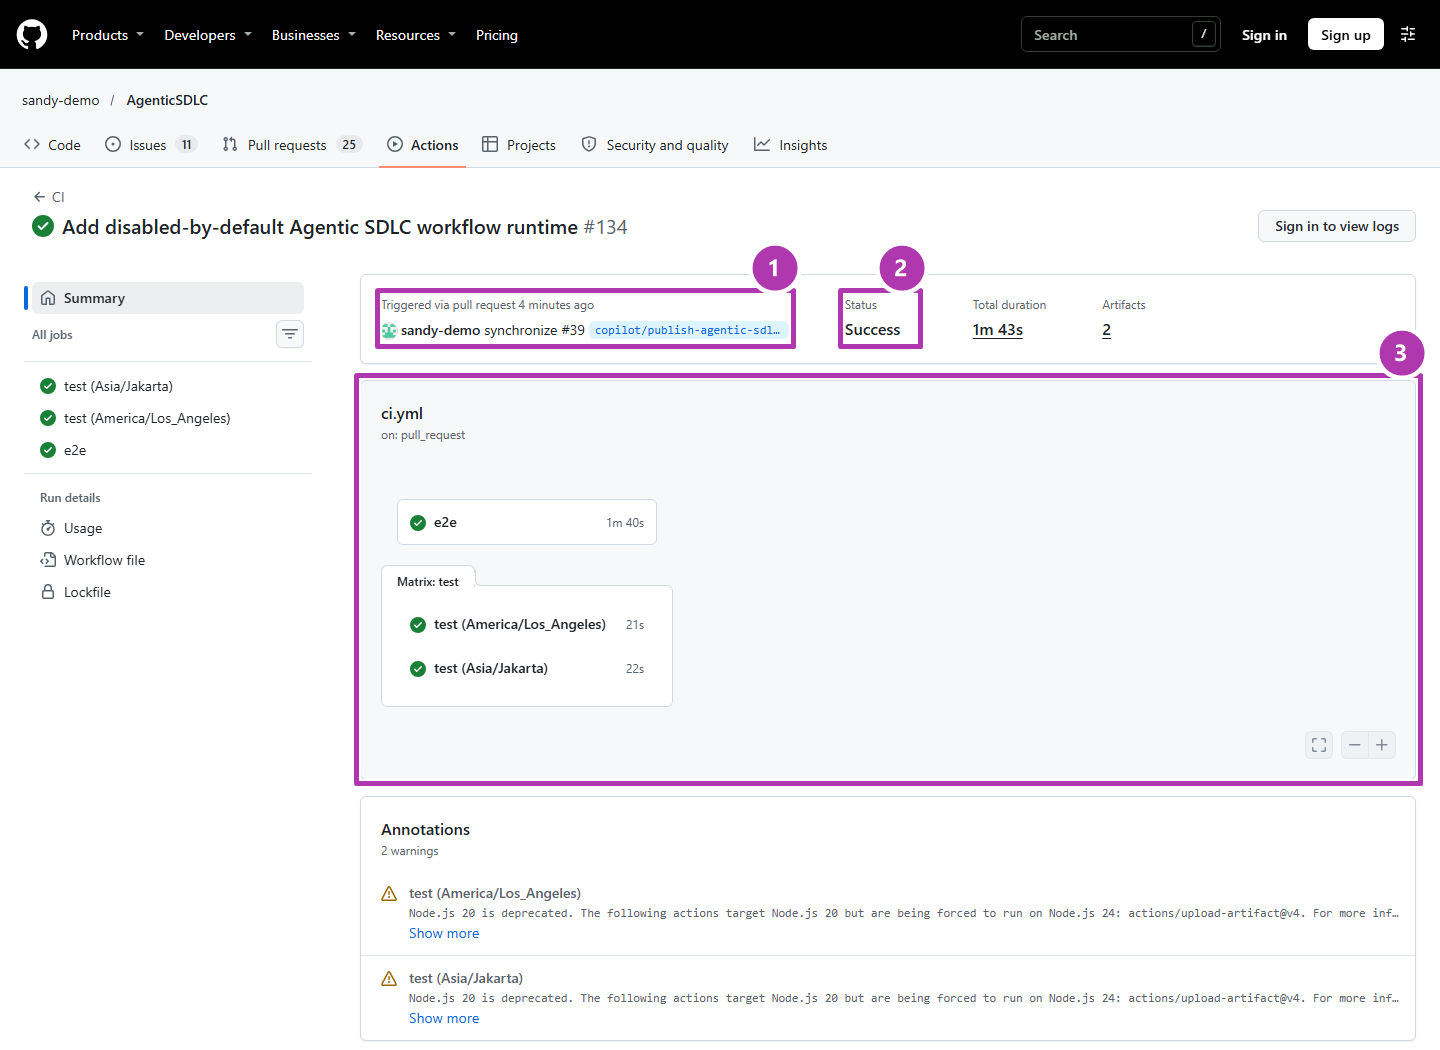 Products Developers Businesses Resources Pricing Search / Sign in Sign up
sandy-demo / AgenticSDLC
Code Issues 11 Pull requests 25 Actions Projects Security and quality Insights
CI
Add disabled-by-default Agentic SDLC workflow runtime #134
Sign in to view logs
Summary
All jobs
test (Asia/Jakarta)
test (America/Los_Angeles)
e2e
Run details
Usage
Workflow file
Lockfile
1
Triggered via pull request 4 minutes ago
sandy-demo synchronize #39 copilot/publish-agentic-sdl…
2
Status
Success
Total duration
1m 43s
Artifacts
2
3
ci.yml
on: pull_request
e2e 1m 40s
Matrix: test
test (America/Los_Angeles) 21s
test (Asia/Jakarta) 22s
Annotations
2 warnings
test (America/Los_Angeles)
Node.js 20 is deprecated. The following actions target Node.js 20 but are being forced to run on Node.js 24: actions/upload-artifact@v4. For more inf…
Show more
test (Asia/Jakarta)
Node.js 20 is deprecated. The following actions target Node.js 20 but are being forced to run on Node.js 24: actions/upload-artifact@v4. For more inf…
Show more